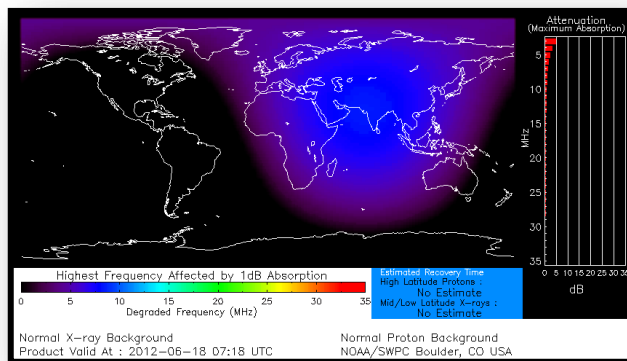 Attenuation
(Maximum Absorption)
5
10
15
20
25
30
35
MHz
0 5 10 15 20 25 30 35
dB
Highest Frequency Affected by 1dB Absorption
0 5 10 15 20 25 30 35
Degraded Frequency (MHz)
Estimated Recovery Time
High Latitude Protons :
No Estimate
Mid/Low Latitude X-rays :
No Estimate
Normal X-ray Background
Product Valid At : 2012-06-18 07:18 UTC
Normal Proton Background
NOAA/SWPC Boulder, CO USA